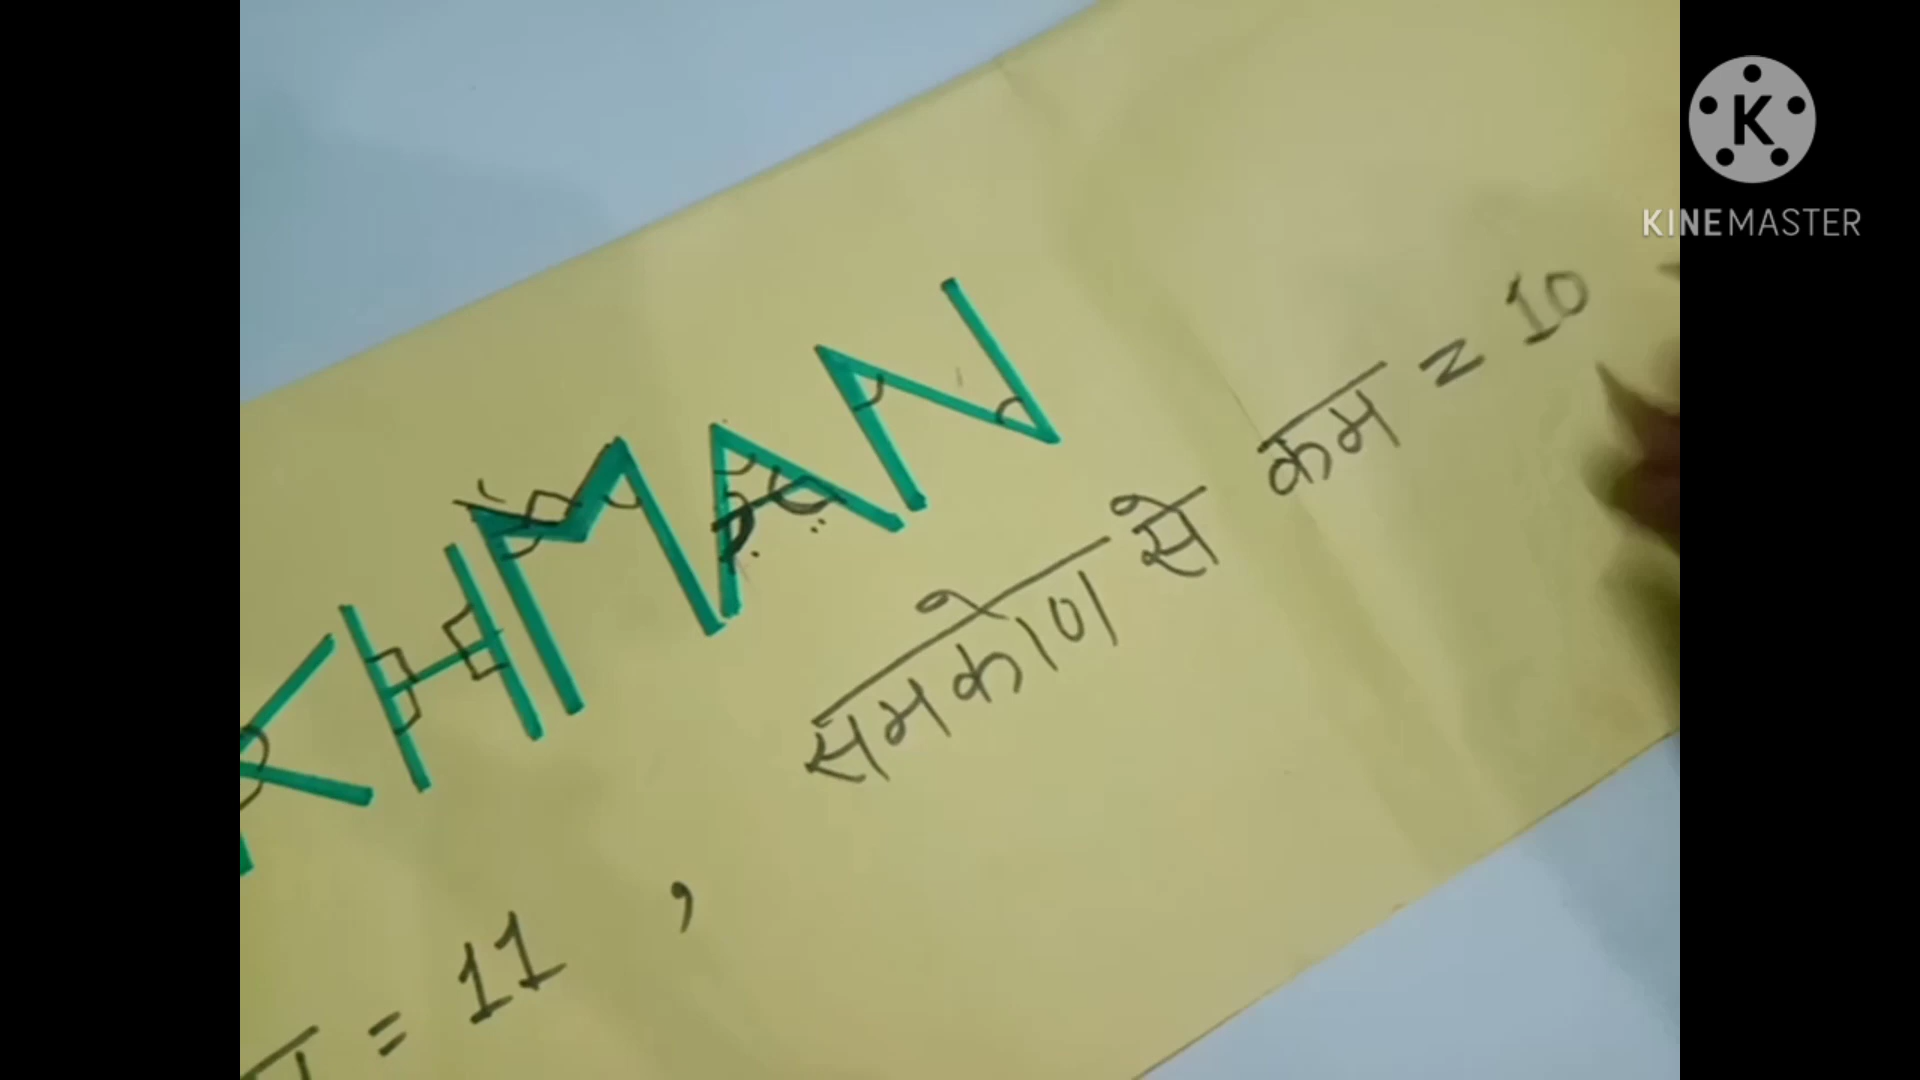 KHMAN
समकोण से कम = 10
= 11 ,
K
KINEMASTER